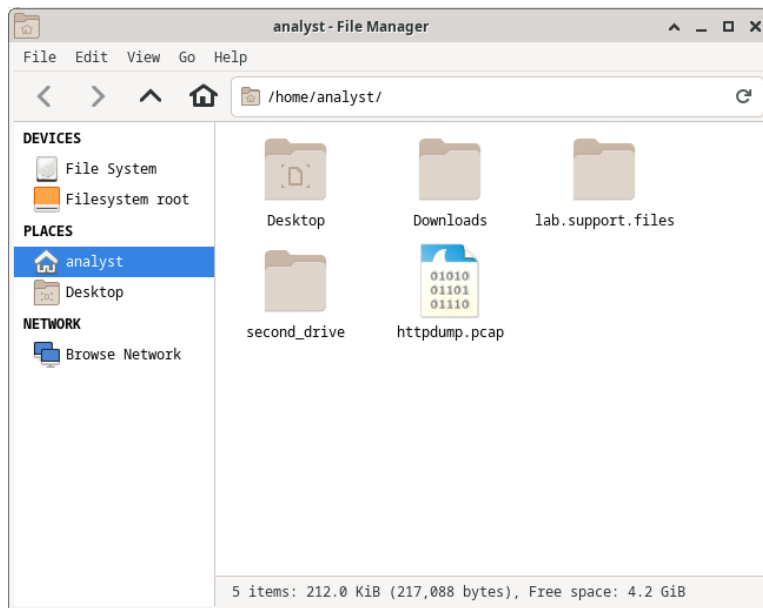 analyst - File Manager
File Edit View Go Help
/home/analyst/
DEVICES
File System
Filesystem root
PLACES
analyst
Desktop
NETWORK
Browse Network
Desktop Downloads lab.support.files
01010
01101
01110
second_drive httpdump.pcap
5 items: 212.0 KiB (217,088 bytes), Free space: 4.2 GiB